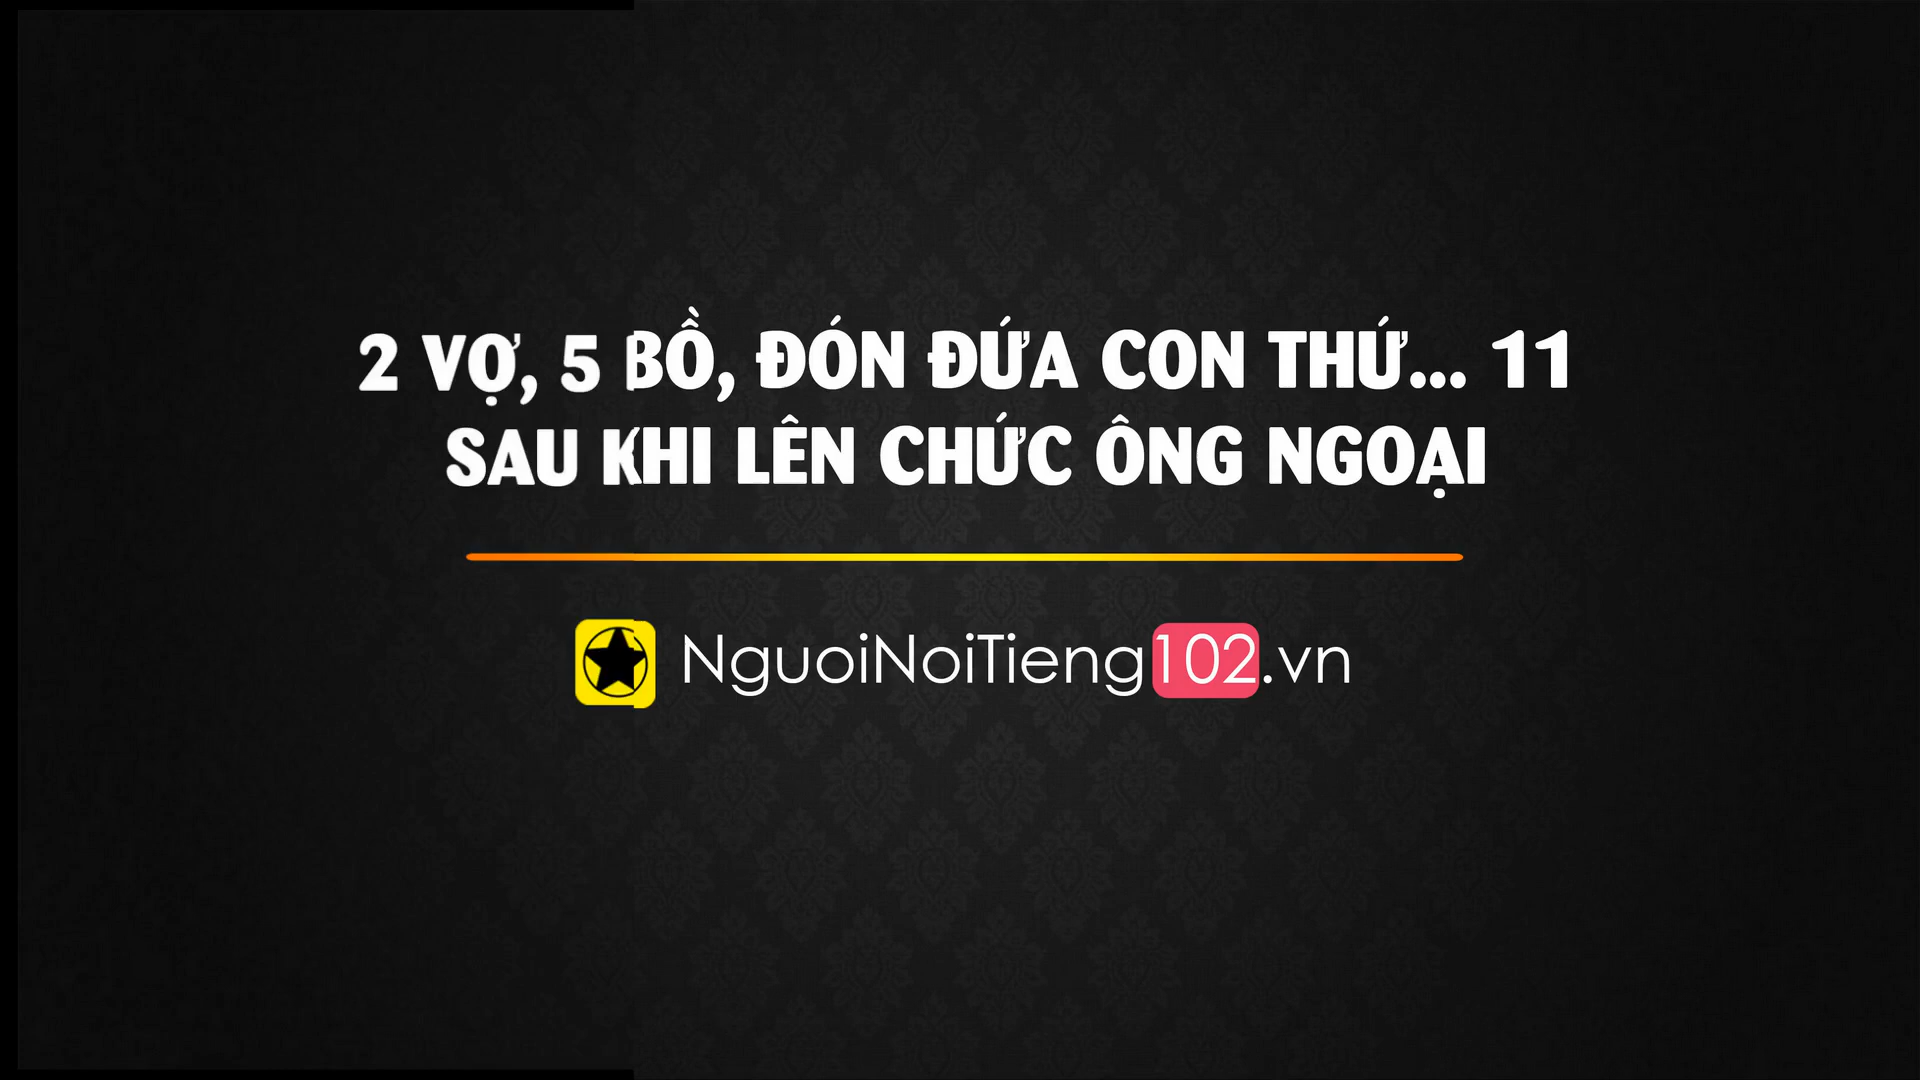 2 VỢ, 5 BỒ, ĐÓN ĐỨA CON THỨ... 11
SAU KHI LÊN CHỨC ÔNG NGOẠI
NguoiNoiTieng102.vn